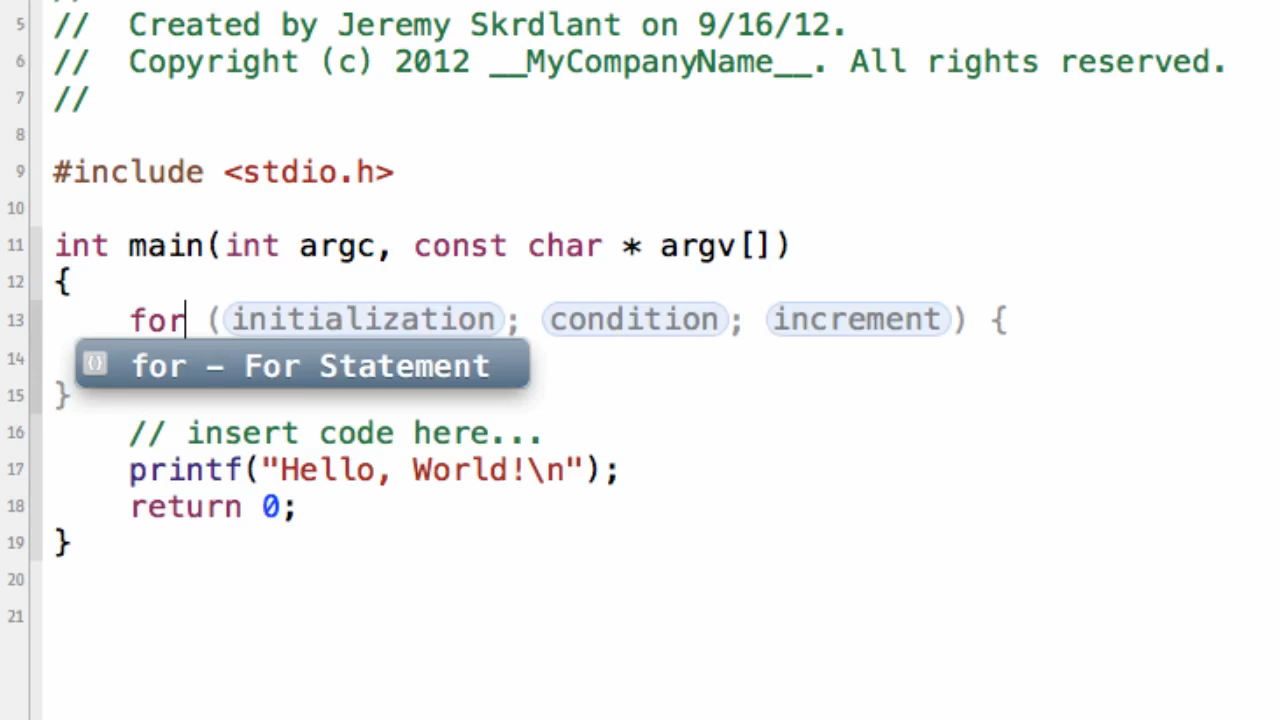 5 //  Created by Jeremy Skrdlant on 9/16/12.
6 //  Copyright (c) 2012 __MyCompanyName__. All rights reserved.
7 //
8
9 #include <stdio.h>
10
11 int main(int argc, const char * argv[])
12 {
13     for (initialization; condition; increment) {
14 for – For Statement
15 }
16     // insert code here...
17     printf("Hello, World!\n");
18     return 0;
19 }
20
21